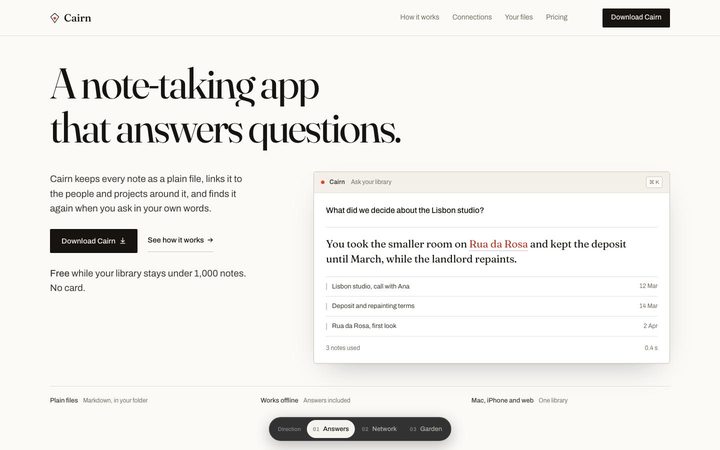 Cairn
How it works
Connections
Your files
Pricing
Download Cairn
A note-taking app
that answers questions.
Cairn keeps every note as a plain file, links it to
the people and projects around it, and finds it
again when you ask in your own words.
Download Cairn
See how it works →
Free while your library stays under 1,000 notes.
No card.
Cairn Ask your library ⌘ K
What did we decide about the Lisbon studio?
You took the smaller room on Rua da Rosa and kept the deposit
until March, while the landlord repaints.
Lisbon studio, call with Ana 12 Mar
Deposit and repainting terms 14 Mar
Rua da Rosa, first look 2 Apr
3 notes used 0.4 s
Plain files Markdown, in your folder
Works offline Answers included
Mac, iPhone and web One library
Direction 01 Answers 02 Network 03 Garden